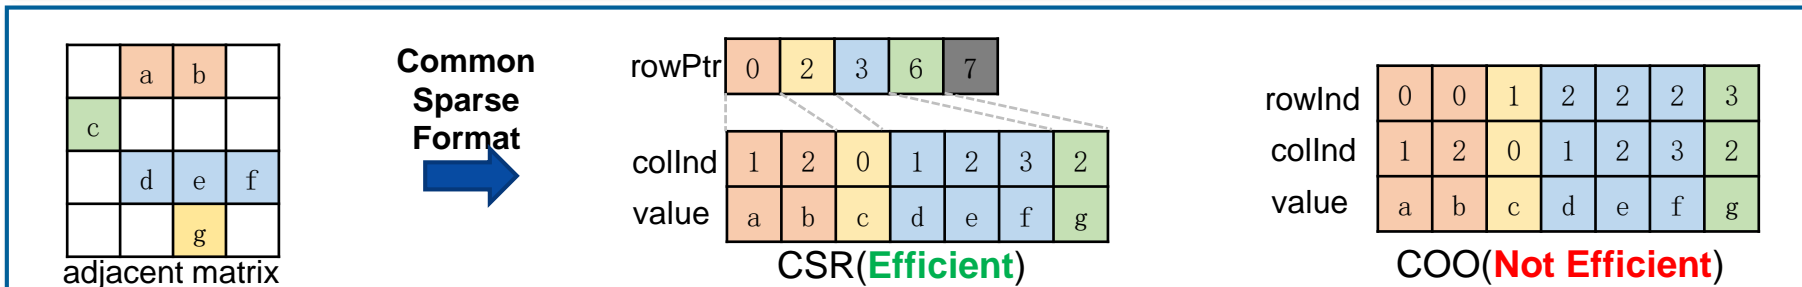 a b
c
d e f
g
adjacent matrix
Common
Sparse
Format
rowPtr 0 2 3 6 7
colInd 1 2 0 1 2 3 2
value a b c d e f g
CSR(Efficient)
rowInd 0 0 1 2 2 2 3
colInd 1 2 0 1 2 3 2
value a b c d e f g
COO(Not Efficient)